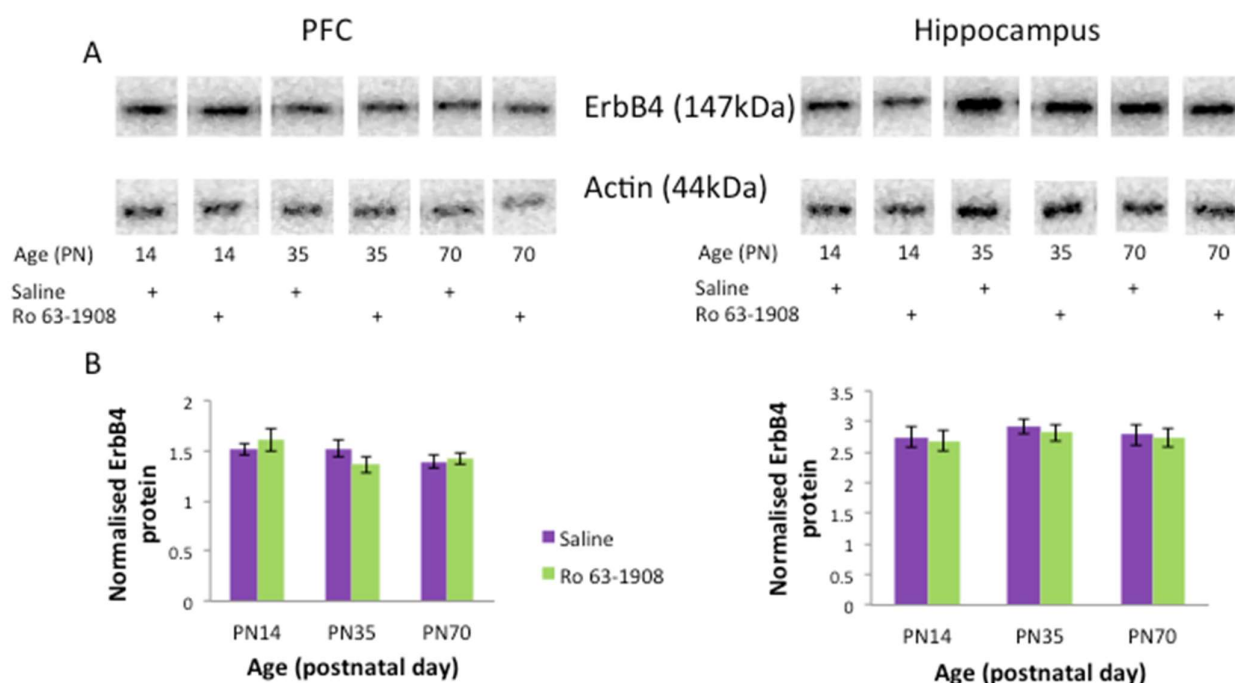 PFC
Hippocampus
A
ErbB4 (147kDa)
Actin (44kDa)
Age (PN) 14 14 35 35 70 70
Saline + + +
Ro 63-1908 + + +
Age (PN) 14 14 35 35 70 70
Saline + + +
Ro 63-1908 + + +
B
Normalised ErbB4
protein
2
1.5
1
0.5
0
PN14 PN35 PN70
Age (postnatal day)
Saline
Ro 63-1908
Normalised ErbB4
protein
3.5
3
2.5
2
1.5
1
0.5
0
PN14 PN35 PN70
Age (postnatal day)